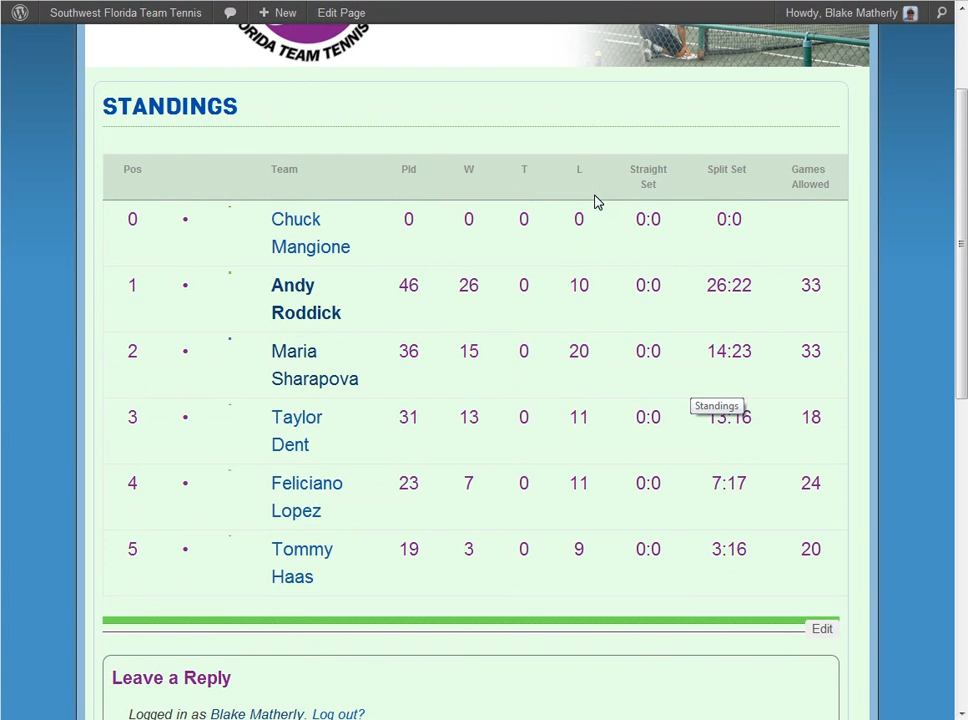 Southwest Florida Team Tennis New Edit Page Howdy, Blake Matherly
FLORIDA TEAM TENNIS
STANDINGS
Pos Team Pld W T L Straight Set Split Set Games Allowed
0 • Chuck Mangione 0 0 0 0 0:0 0:0
1 • Andy Roddick 46 26 0 10 0:0 26:22 33
2 • Maria Sharapova 36 15 0 20 0:0 14:23 33
Standings
3 • Taylor Dent 31 13 0 11 0:0 13:16 18
4 • Feliciano Lopez 23 7 0 11 0:0 7:17 24
5 • Tommy Haas 19 3 0 9 0:0 3:16 20
Edit
Leave a Reply
Logged in as Blake Matherly. Log out?